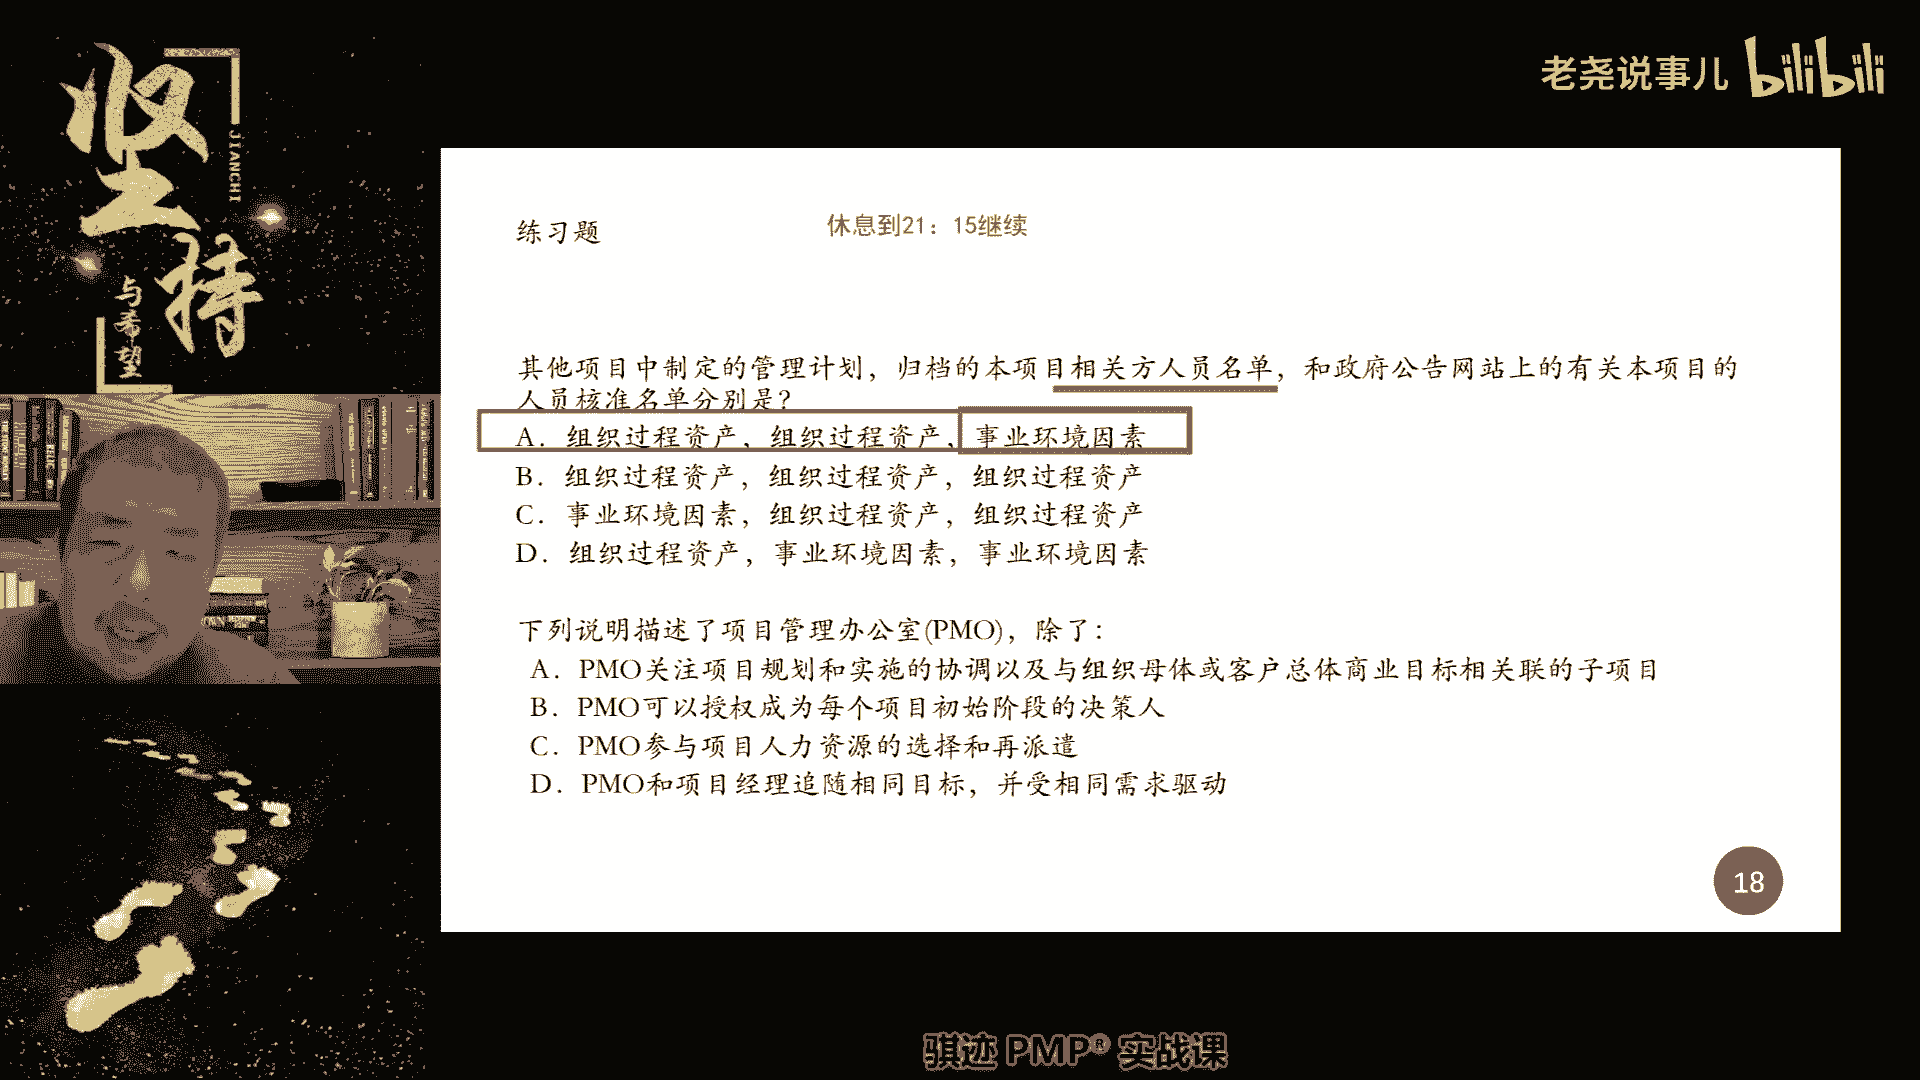 坚
持
JIANCHI
与
希
望
老尧说事儿 bilibili
练习题
休息到21：15继续
其他项目中制定的管理计划，归档的本项目相关方人员名单，和政府公告网站上的有关本项目的
人员核准名单分别是？
A．组织过程资产，组织过程资产，事业环境因素
B．组织过程资产，组织过程资产，组织过程资产
C．事业环境因素，组织过程资产，组织过程资产
D．组织过程资产，事业环境因素，事业环境因素
下列说明描述了项目管理办公室(PMO)，除了：
A．PMO关注项目规划和实施的协调以及与组织母体或客户总体商业目标相关联的子项目
B．PMO可以授权成为每个项目初始阶段的决策人
C．PMO参与项目人力资源的选择和再派遣
D．PMO和项目经理追随相同目标，并受相同需求驱动
18
骐迹 PMP® 实战课